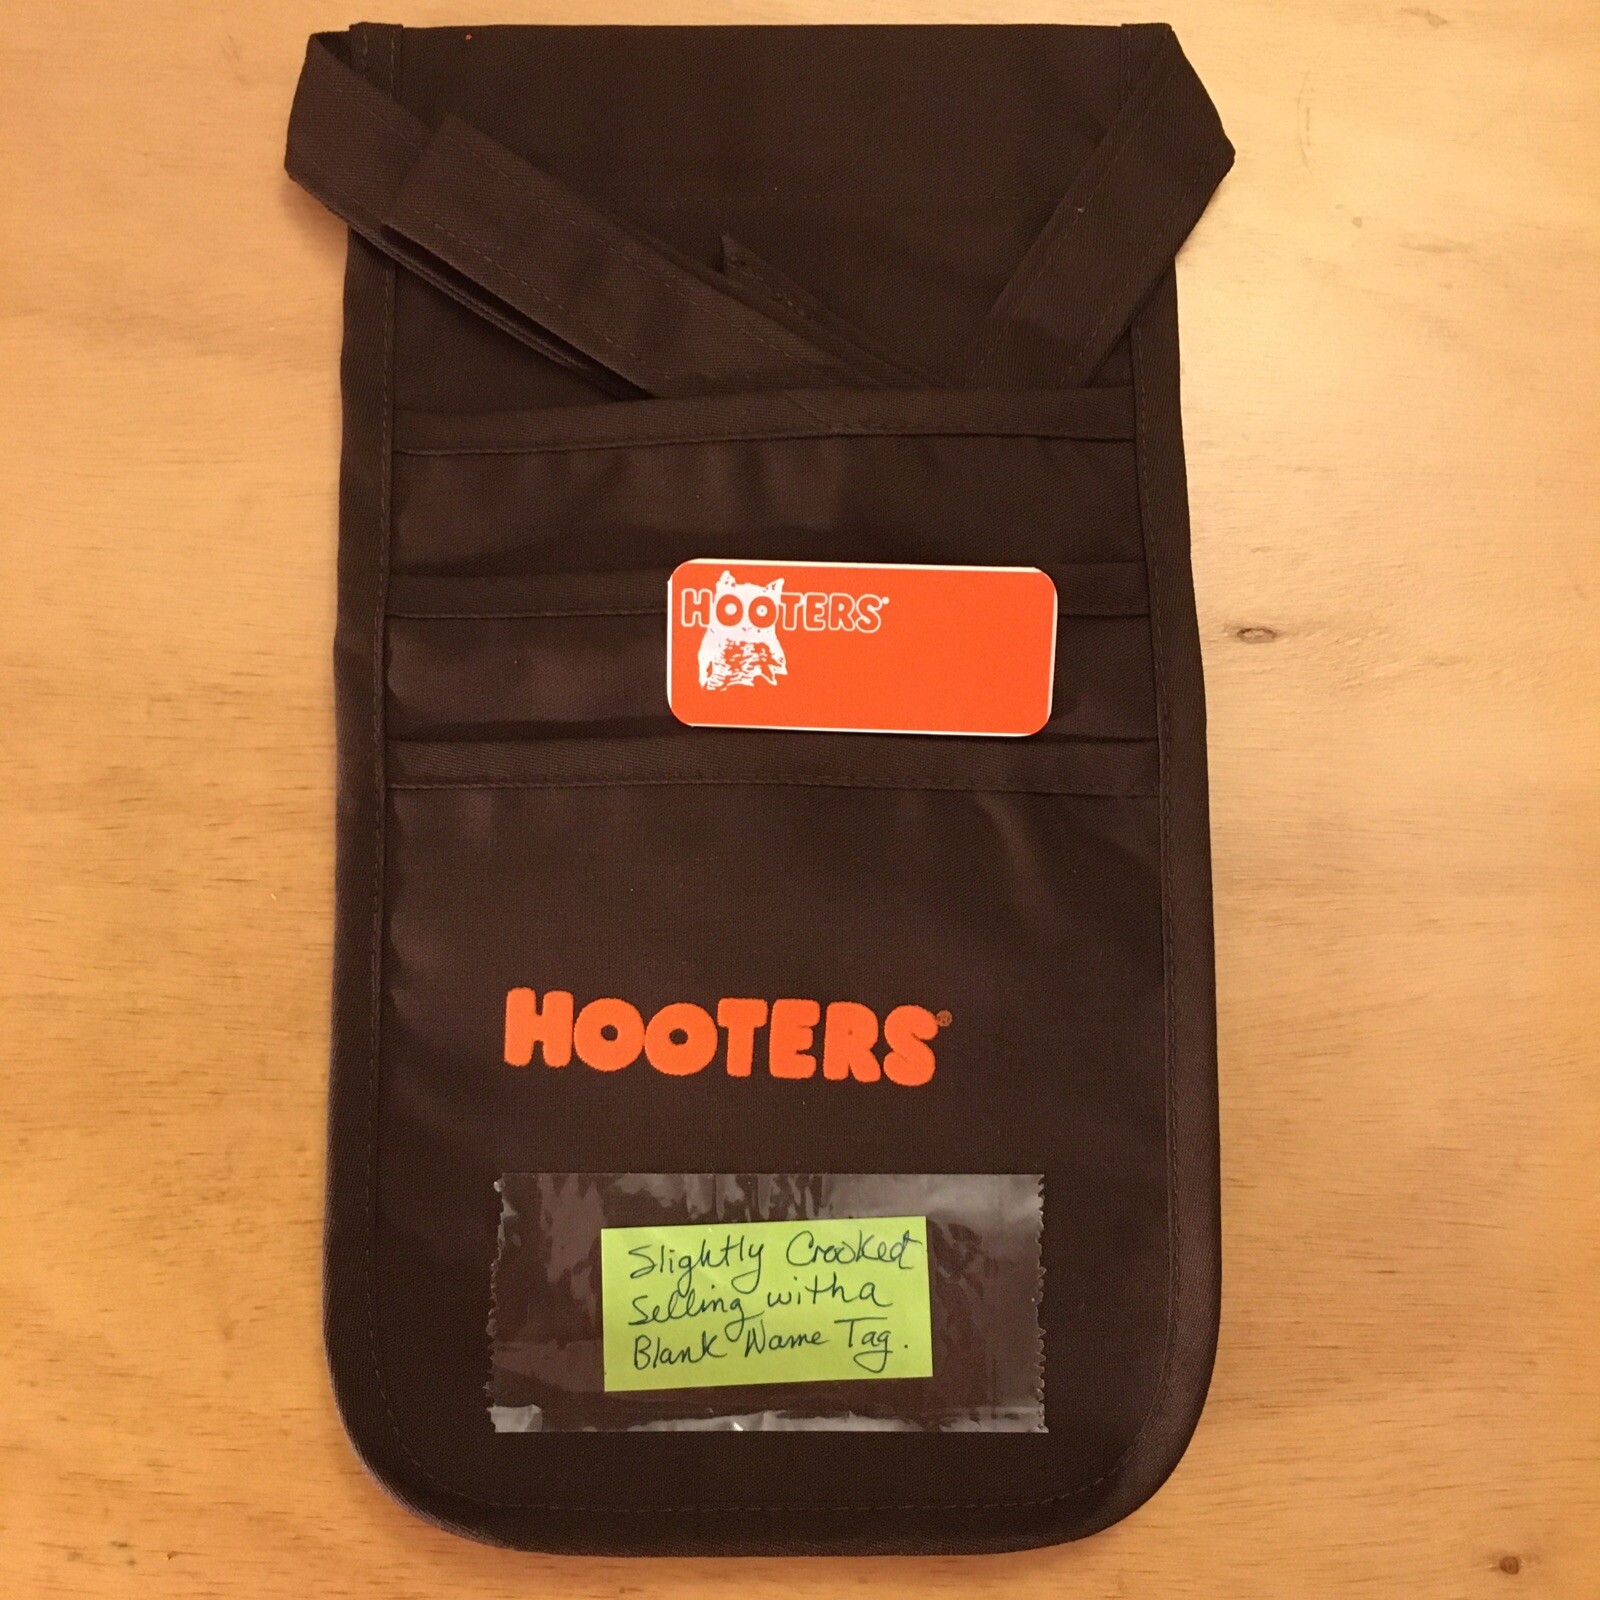 HOOTERS®
HOOTERS®
Slightly Crooked
Selling with a
Blank Name Tag.